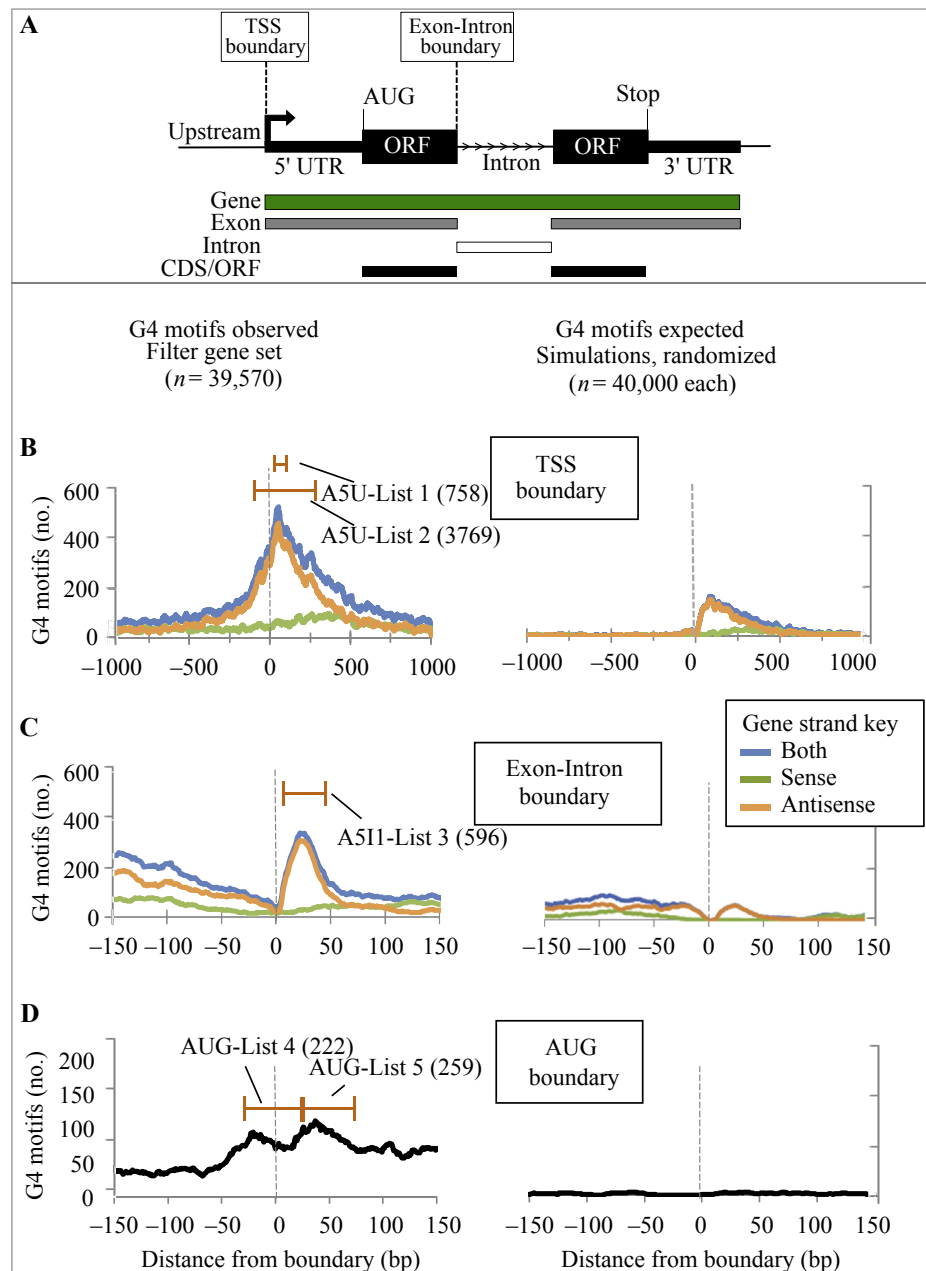 A
TSS
boundary
Exon-Intron
boundary
AUG
Stop
Upstream
ORF
ORF
5' UTR
Intron
3' UTR
Gene
Exon
Intron
CDS/ORF
G4 motifs observed
Filter gene set
(n = 39,570)
G4 motifs expected
Simulations, randomized
(n = 40,000 each)
B
TSS
boundary
A5U-List 1 (758)
A5U-List 2 (3769)
G4 motifs (no.)
600
400
200
0
–1000 –500 0 500 1000
–1000 –500 0 500 1000
C
Exon-Intron
boundary
Gene strand key
Both
Sense
Antisense
A5I1-List 3 (596)
G4 motifs (no.)
600
400
200
0
–150 –100 –50 0 50 100 150
–150 –100 –50 0 50 100 150
D
AUG
boundary
AUG-List 4 (222)
AUG-List 5 (259)
G4 motifs (no.)
200
150
100
50
0
–150 –100 –50 0 50 100 150
–150 –100 –50 0 50 100 150
Distance from boundary (bp)
Distance from boundary (bp)